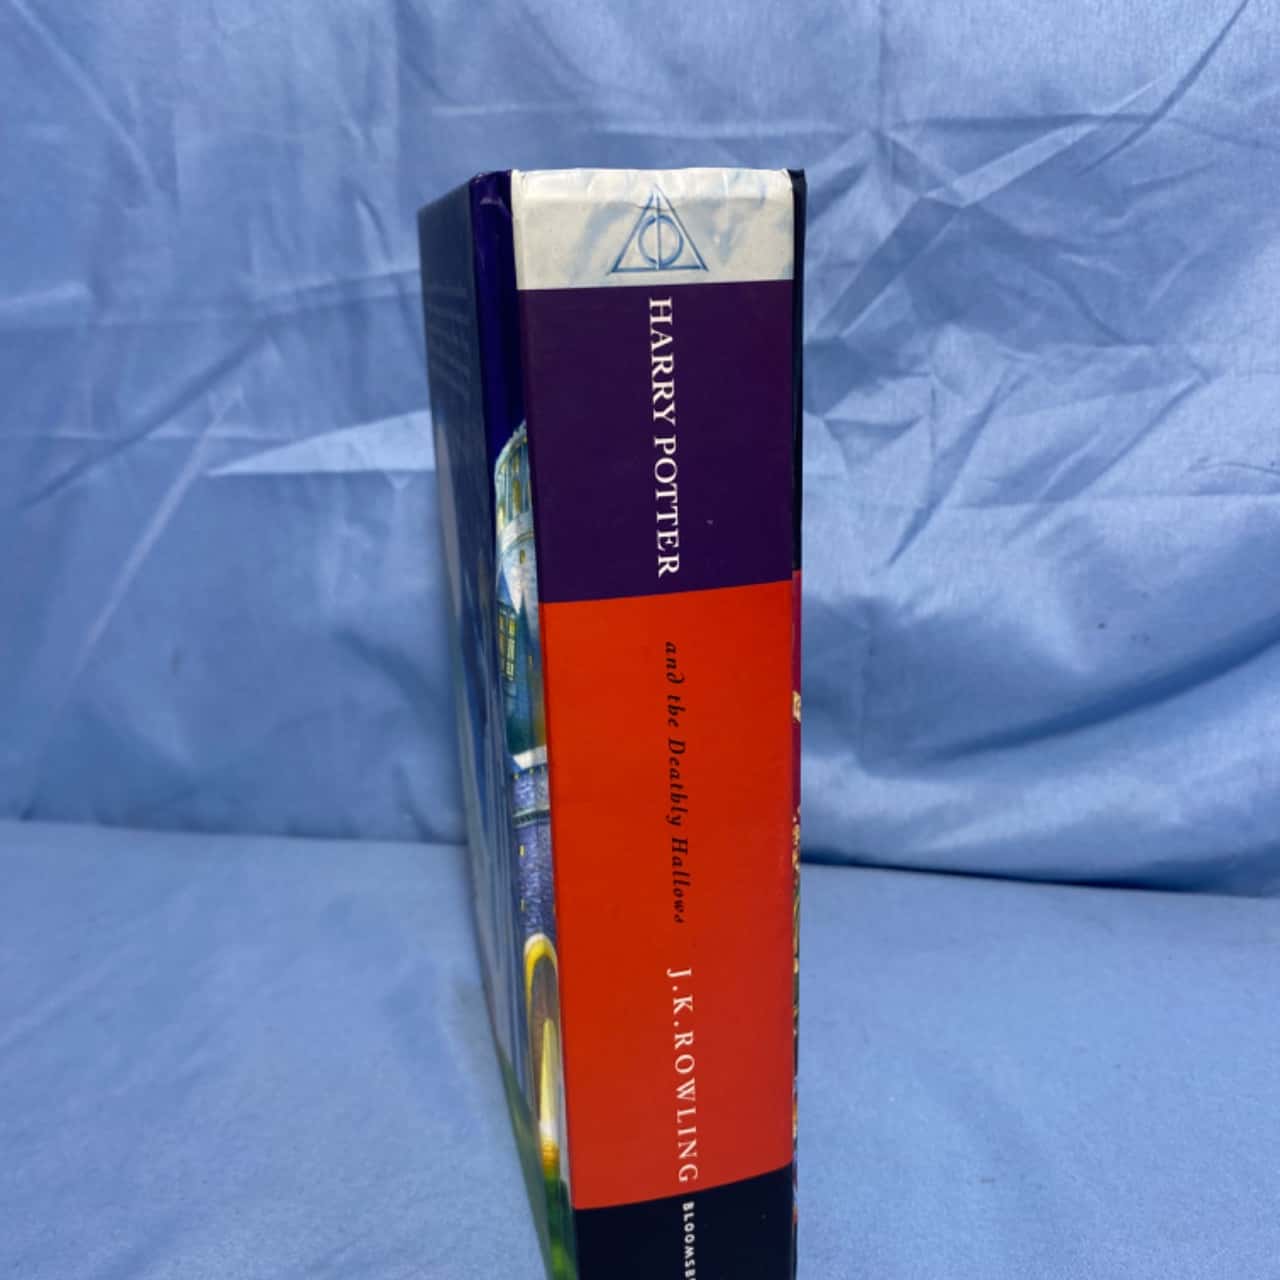 HARRY POTTER
and the Deathly Hallows
J.K.ROWLING
BLOOMSB